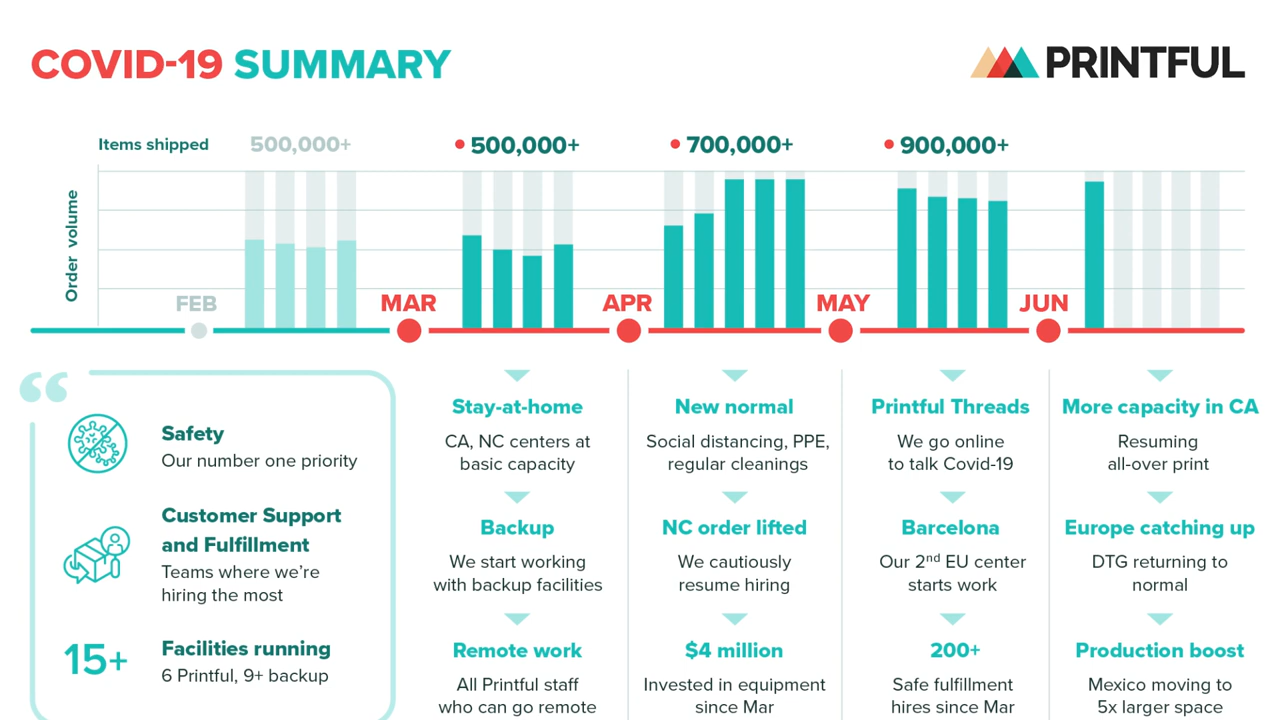 COVID-19 SUMMARY
PRINTFUL
Items shipped
500,000+
500,000+
700,000+
900,000+
Order volume
FEB
MAR
APR
MAY
JUN
“
Safety
Our number one priority
Customer Support
and Fulfillment
Teams where we’re
hiring the most
15+
Facilities running
6 Printful, 9+ backup
Stay-at-home
CA, NC centers at
basic capacity
Backup
We start working
with backup facilities
Remote work
All Printful staff
who can go remote
New normal
Social distancing, PPE,
regular cleanings
NC order lifted
We cautiously
resume hiring
$4 million
Invested in equipment
since Mar
Printful Threads
We go online
to talk Covid-19
Barcelona
Our 2nd EU center
starts work
200+
Safe fulfillment
hires since Mar
More capacity in CA
Resuming
all-over print
Europe catching up
DTG returning to
normal
Production boost
Mexico moving to
5x larger space